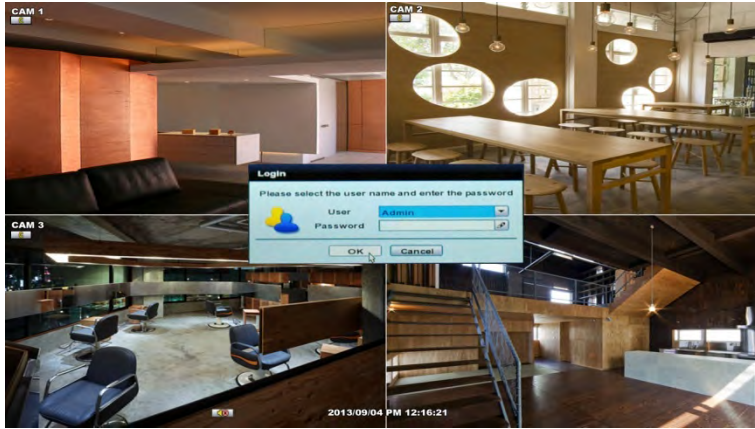 CAM 1
CAM 2
Login
Please select the user name and enter the password
User
Admin
Password
OK
Cancel
CAM 3
2013/09/04 PM 12:16:21